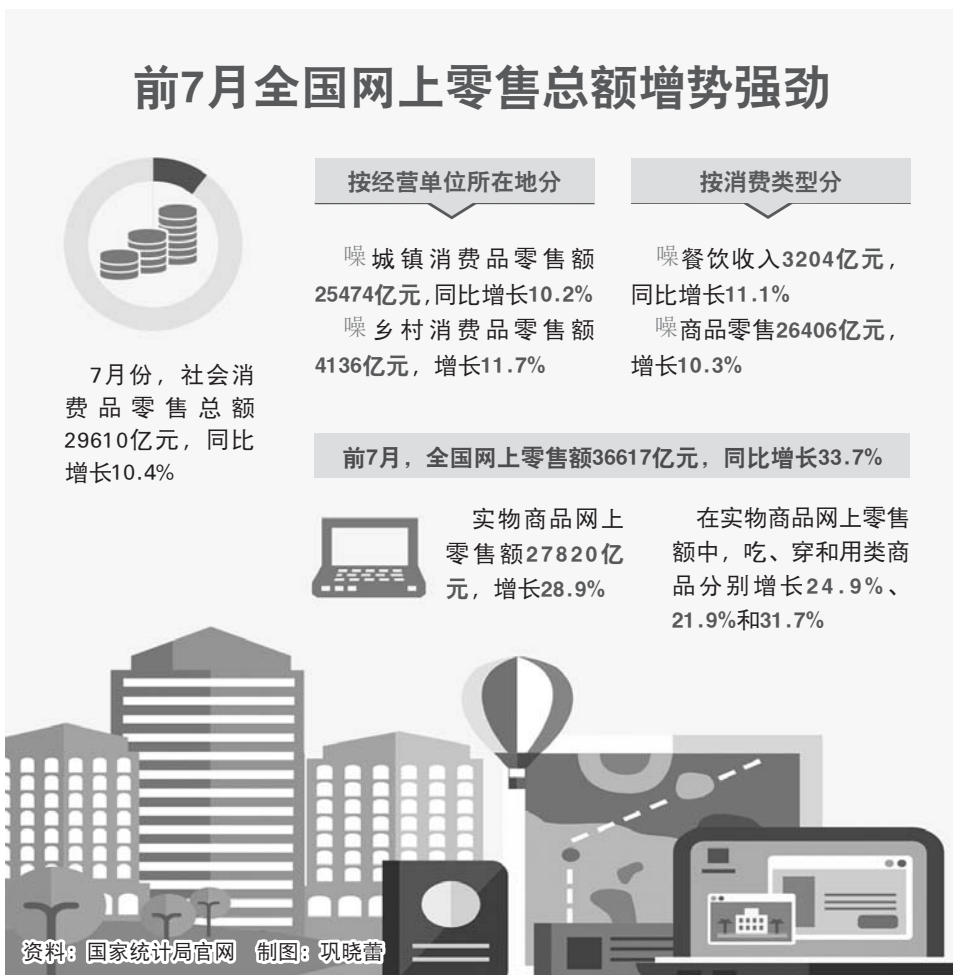 前7月全国网上零售总额增势强劲
7月份，社会消
费品零售总额
29610亿元，同比
增长10.4%
按经营单位所在地分
噪城镇消费品零售额
25474亿元，同比增长10.2%
噪乡村消费品零售额
4136亿元，增长11.7%
按消费类型分
噪餐饮收入3204亿元，
同比增长11.1%
噪商品零售26406亿元，
增长10.3%
前7月，全国网上零售额36617亿元，同比增长33.7%
实物商品网上
零售额27820亿
元，增长28.9%
在实物商品网上零售
额中，吃、穿和用类商
品分别增长24.9%、
21.9%和31.7%
资料：国家统计局官网 制图：巩晓蕾